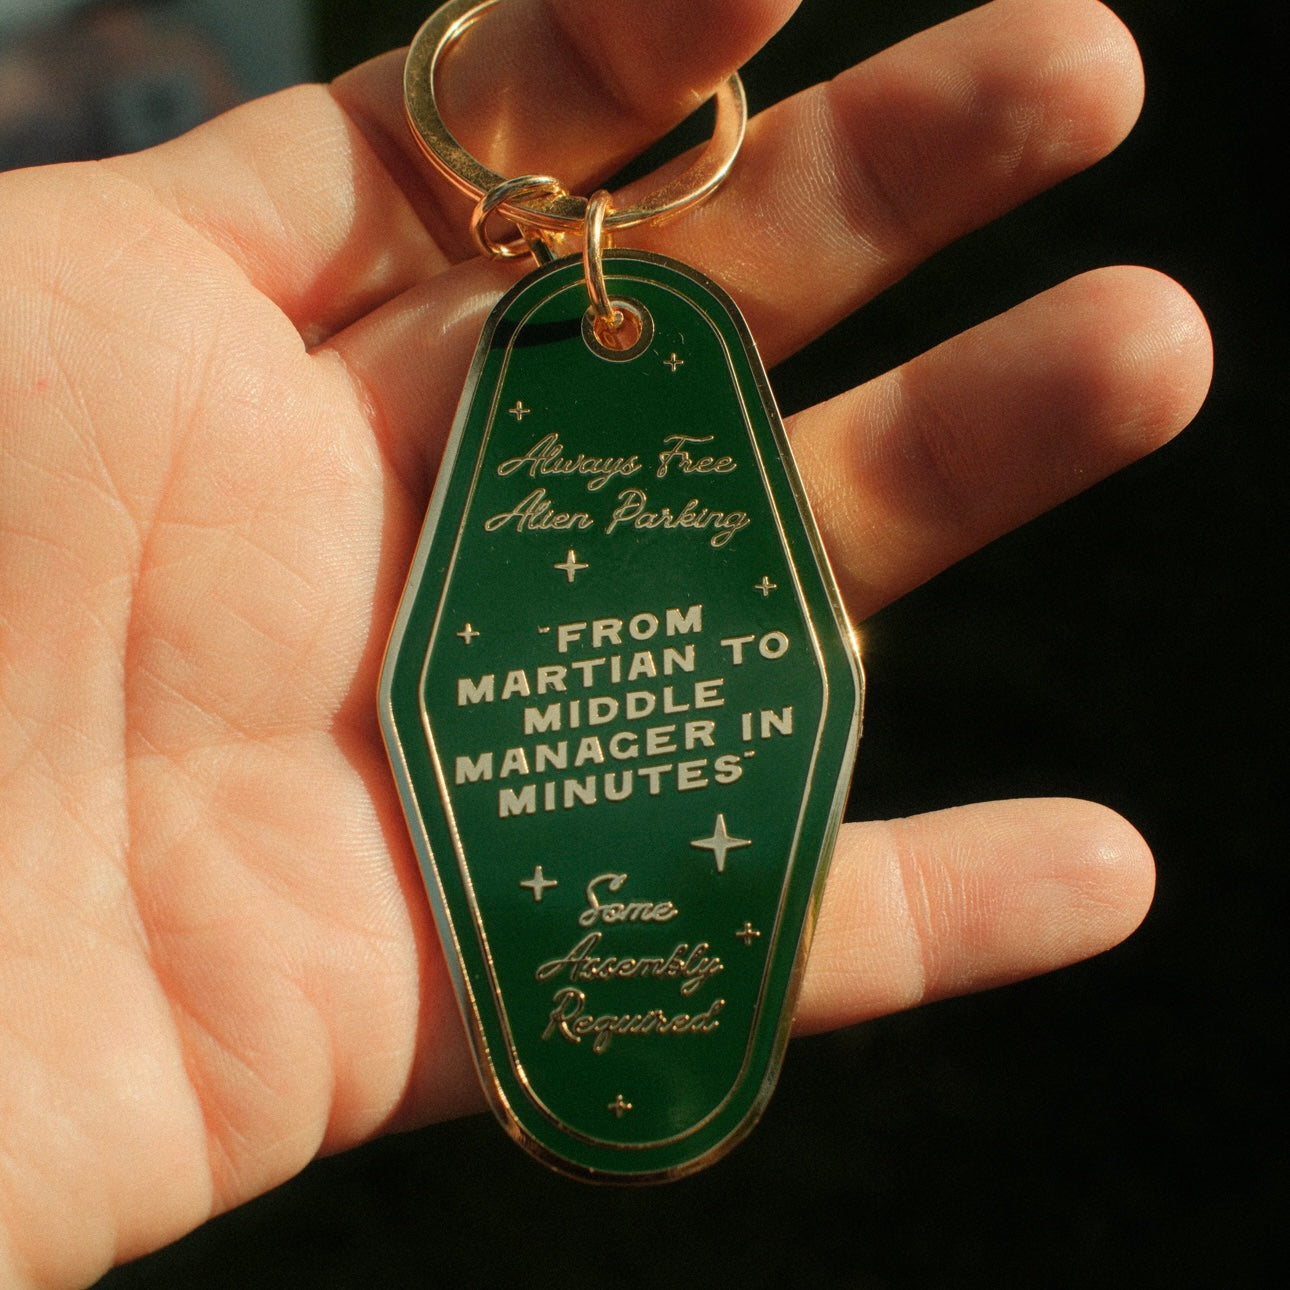 Always Free
Alien Parking
"FROM
MARTIAN TO
MIDDLE
MANAGER IN
MINUTES"
Some
Assembly
Required